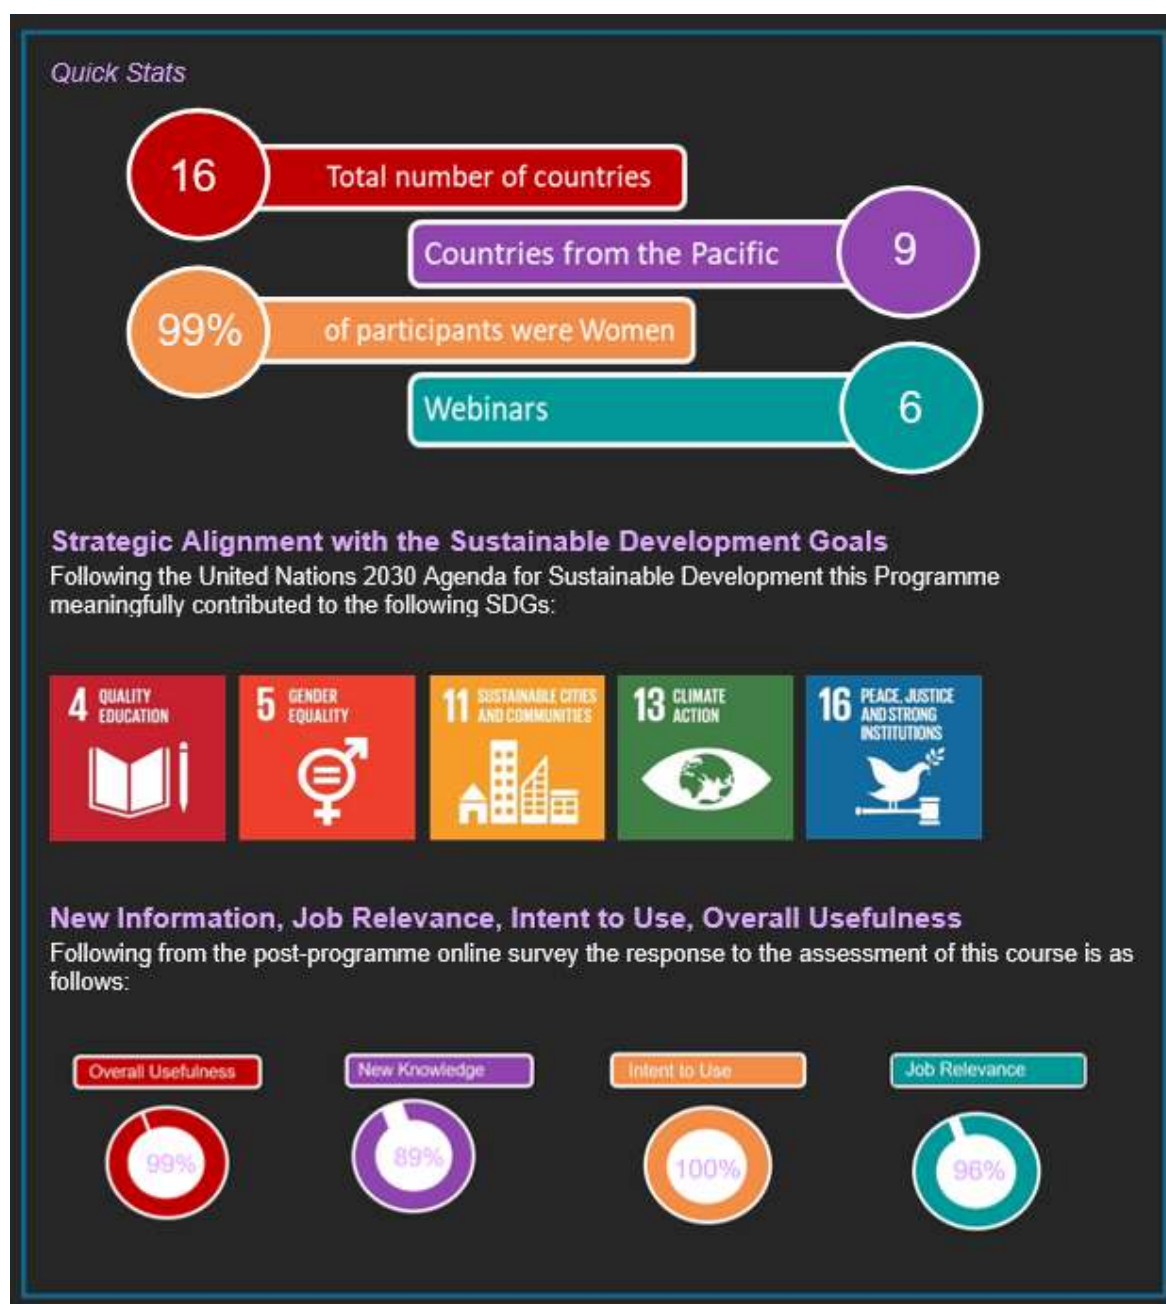 Quick Stats
16 Total number of countries
Countries from the Pacific 9
99% of participants were Women
Webinars 6
Strategic Alignment with the Sustainable Development Goals
Following the United Nations 2030 Agenda for Sustainable Development this Programme
meaningfully contributed to the following SDGs:
4 QUALITY
EDUCATION
5 GENDER
EQUALITY
11 SUSTAINABLE CITIES
AND COMMUNITIES
13 CLIMATE
ACTION
16 PEACE, JUSTICE
AND STRONG
INSTITUTIONS
New Information, Job Relevance, Intent to Use, Overall Usefulness
Following from the post-programme online survey the response to the assessment of this course is as
follows:
Overall Usefulness
99%
New Knowledge
89%
Intent to Use
100%
Job Relevance
96%